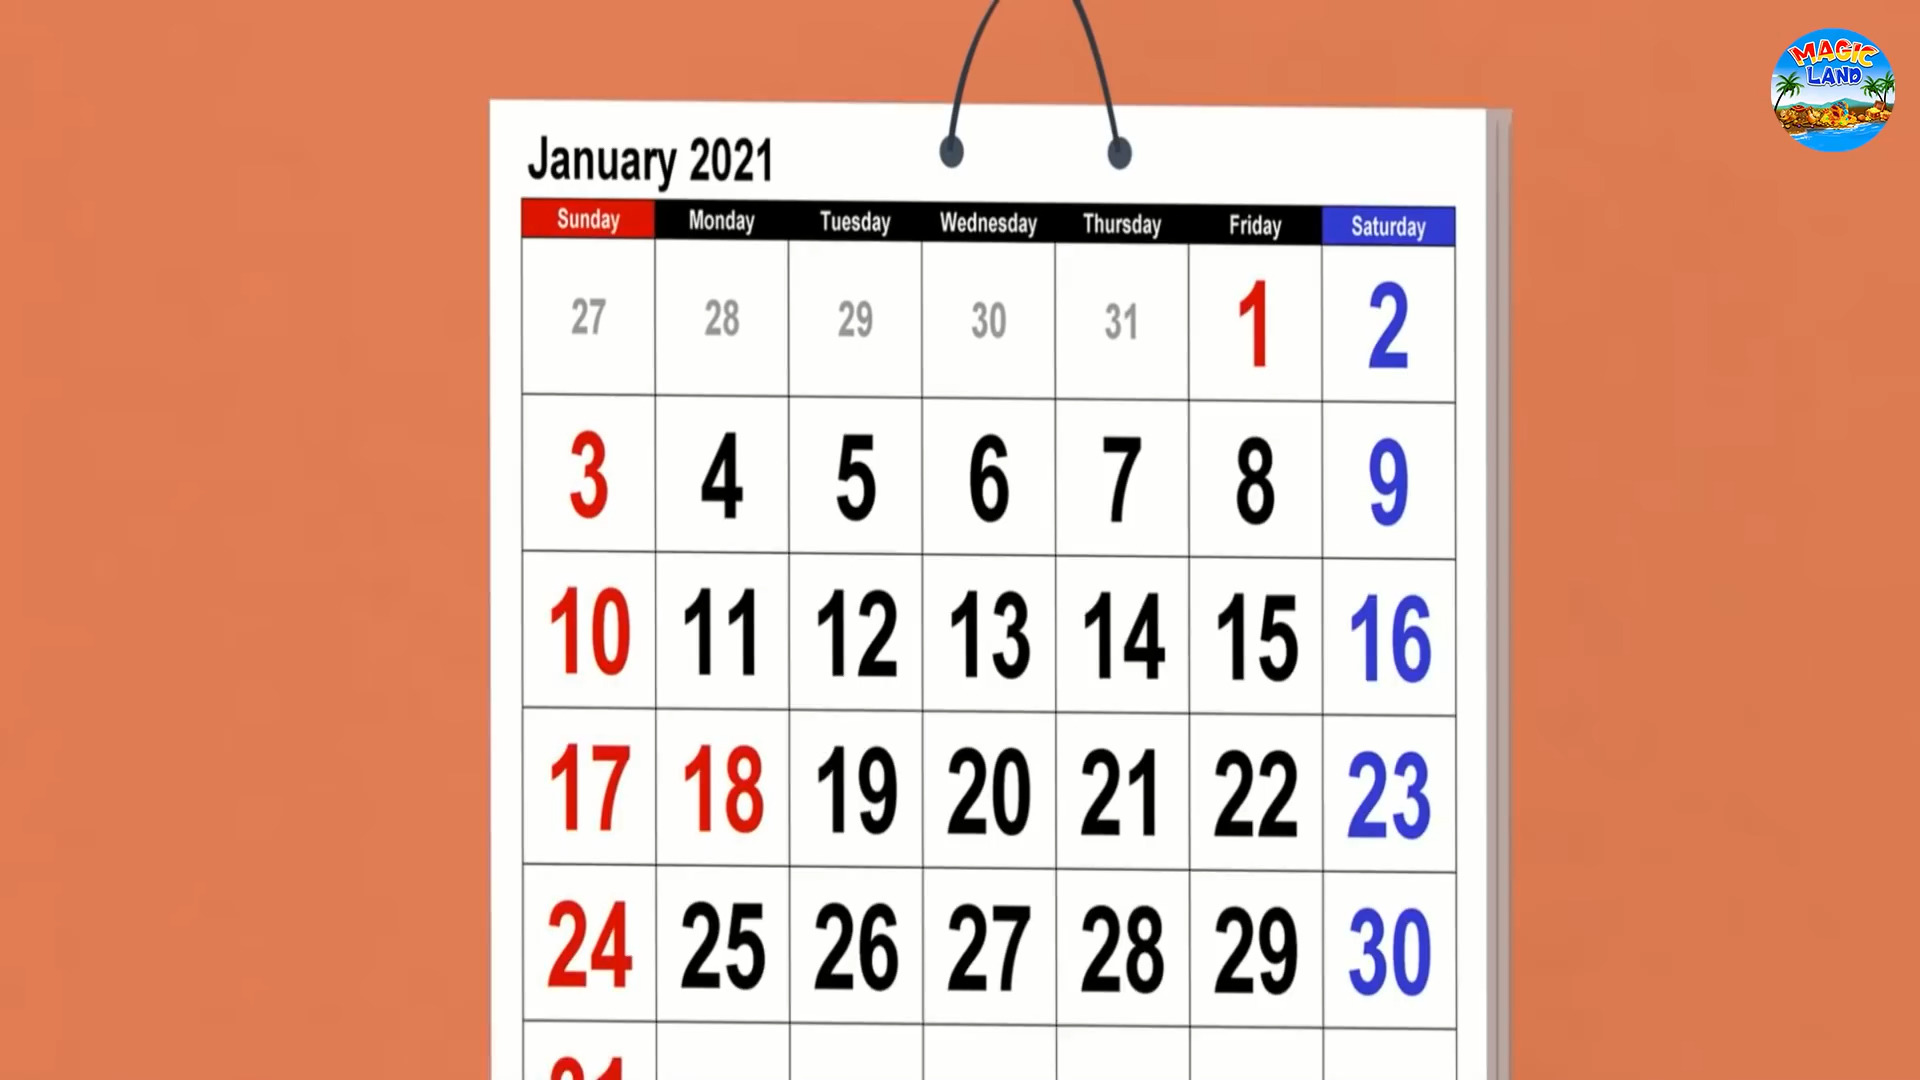 MAGIC
LAND
January 2021
Sunday Monday Tuesday Wednesday Thursday Friday Saturday
27 28 29 30 31 1 2
3 4 5 6 7 8 9
10 11 12 13 14 15 16
17 18 19 20 21 22 23
24 25 26 27 28 29 30
31